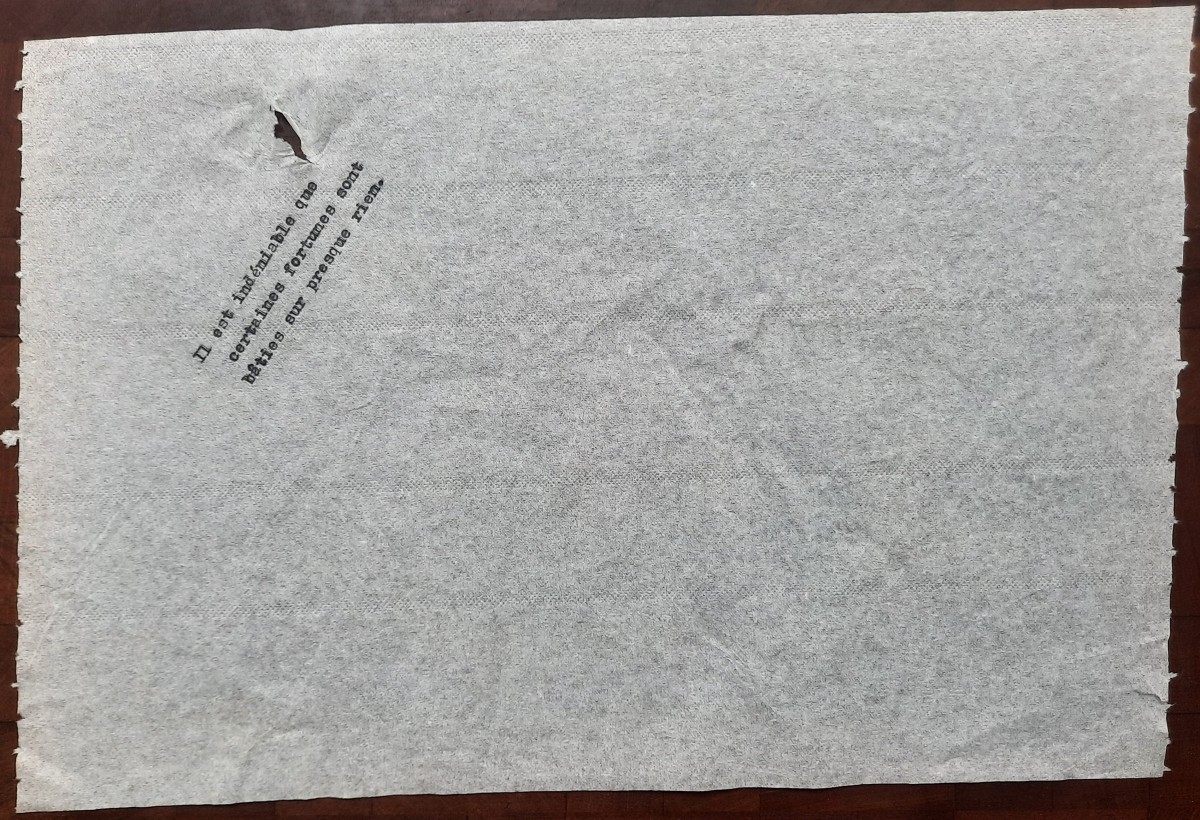 Il est indéniable que
certaines fortunes sont
bâties sur presque rien.